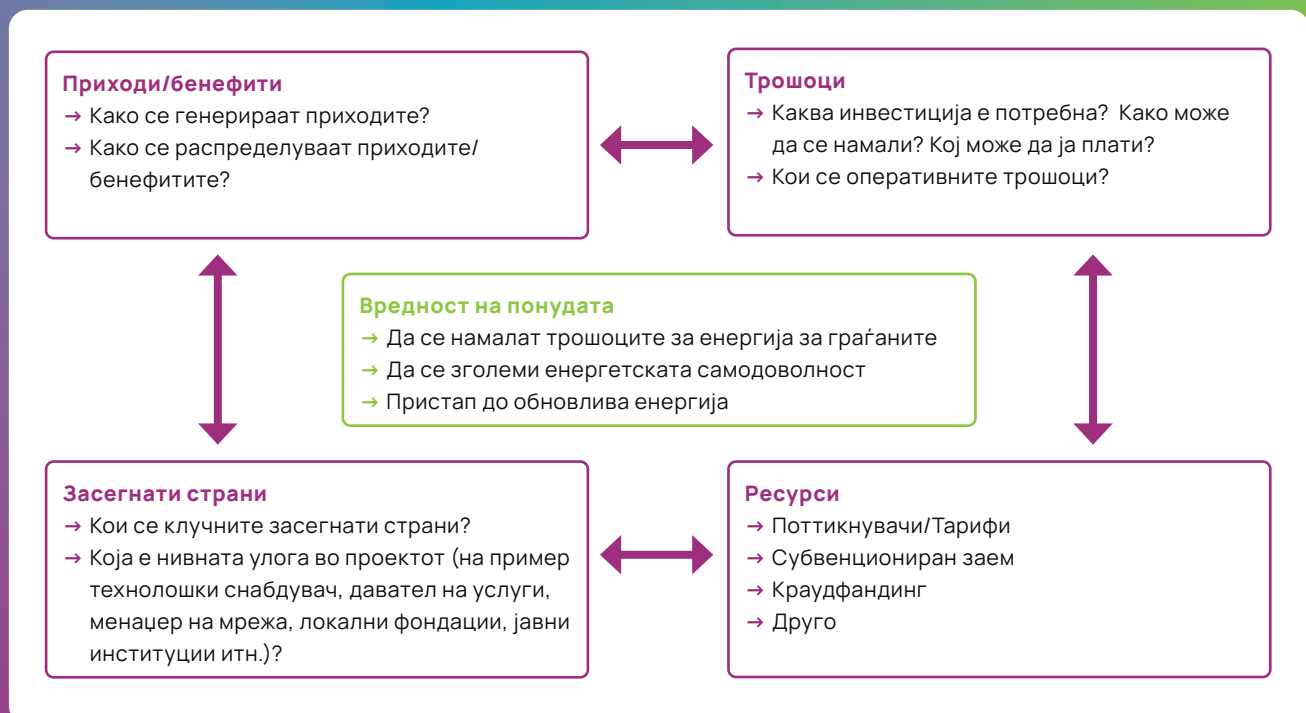 Приходи/бенефити
→ Како се генерираат приходите?
→ Како се распределуваат приходите/
бенефитите?
Трошоци
→ Каква инвестиција е потребна? Како може
да се намали? Кој може да ја плати?
→ Кои се оперативните трошоци?
Вредност на понудата
→ Да се намалат трошоците за енергија за граѓаните
→ Да се зголеми енергетската самодоволност
→ Пристап до обновлива енергија
Засегнати страни
→ Кои се клучните засегнати страни?
→ Која е нивната улога во проектот (на пример
технолошки снабдувач, давател на услуги,
менаџер на мрежа, локални фондации, јавни
институции итн.)?
Ресурси
→ Поттикнувачи/Тарифи
→ Субвенциониран заем
→ Краудфандинг
→ Друго